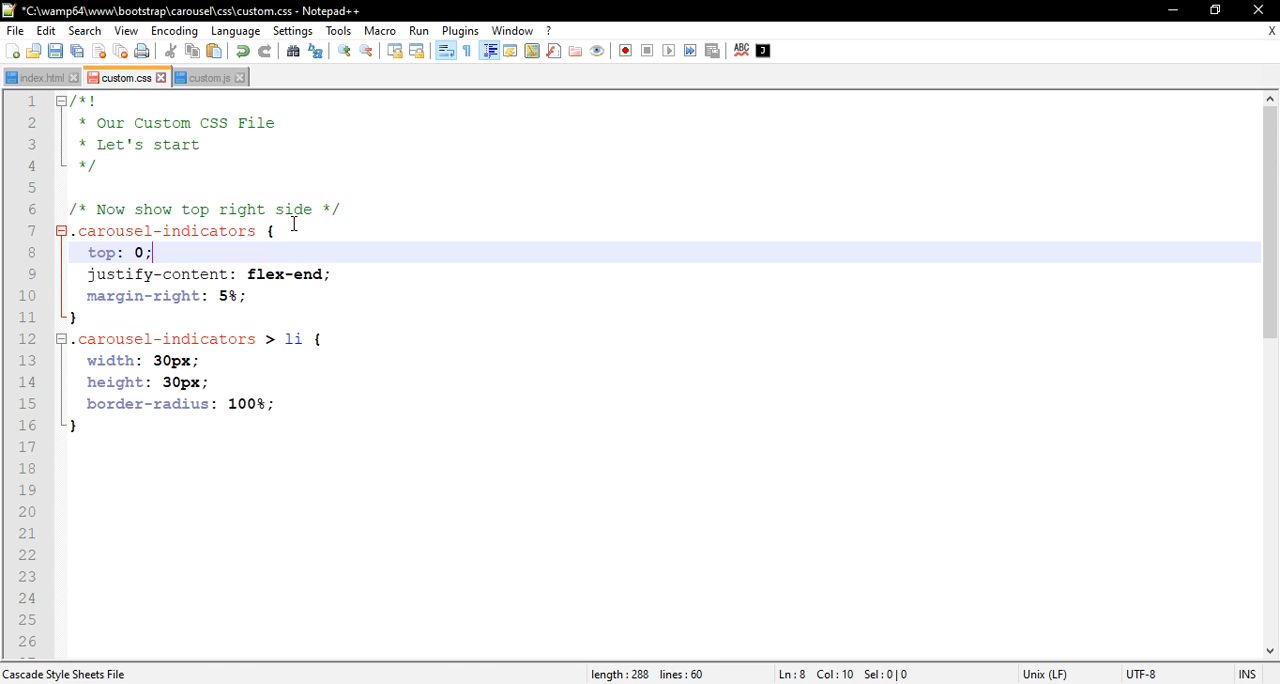 *C:\wamp64\www\bootstrap\carousel\css\custom.css - Notepad++
File Edit Search View Encoding Language Settings Tools Macro Run Plugins Window ? X
index.html custom.css custom.js
1 /*!
2 * Our Custom CSS File
3 * Let's start
4 */
5
6 /* Now show top right side */
7 .carousel-indicators {
8 top: 0;
9 justify-content: flex-end;
10 margin-right: 5%;
11 }
12 .carousel-indicators > li {
13 width: 30px;
14 height: 30px;
15 border-radius: 100%;
16 }
17
18
19
20
21
22
23
24
25
26
Cascade Style Sheets File length : 288 lines : 60 Ln : 8 Col : 10 Sel : 0 | 0 Unix (LF) UTF-8 INS